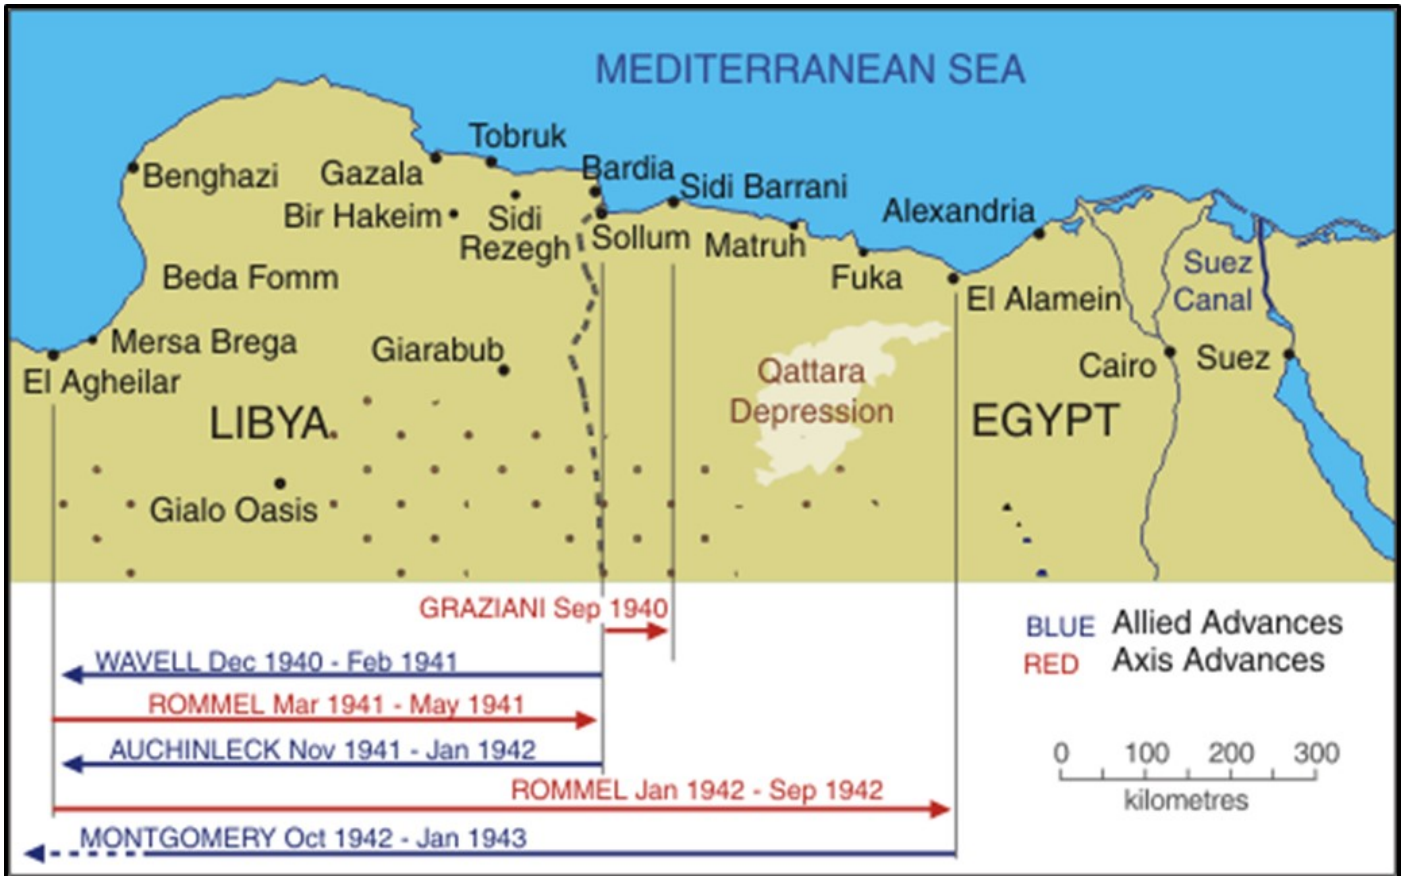 MEDITERRANEAN SEA
Tobruk
Benghazi
Gazala
Bardia
Sidi Barrani
Alexandria
Bir Hakeim
Sidi
Rezegh
Sollum
Matruh
Fuka
Suez
Canal
Beda Fomm
El Alamein
Mersa Brega
Giarabub
El Agheilar
Qattara
Depression
Cairo
Suez
LIBYA
EGYPT
Gialo Oasis
GRAZIANI Sep 1940
WAVELL Dec 1940 - Feb 1941
ROMMEL Mar 1941 - May 1941
AUCHINLECK Nov 1941 - Jan 1942
ROMMEL Jan 1942 - Sep 1942
MONTGOMERY Oct 1942 - Jan 1943
BLUE Allied Advances
RED Axis Advances
0 100 200 300
kilometres